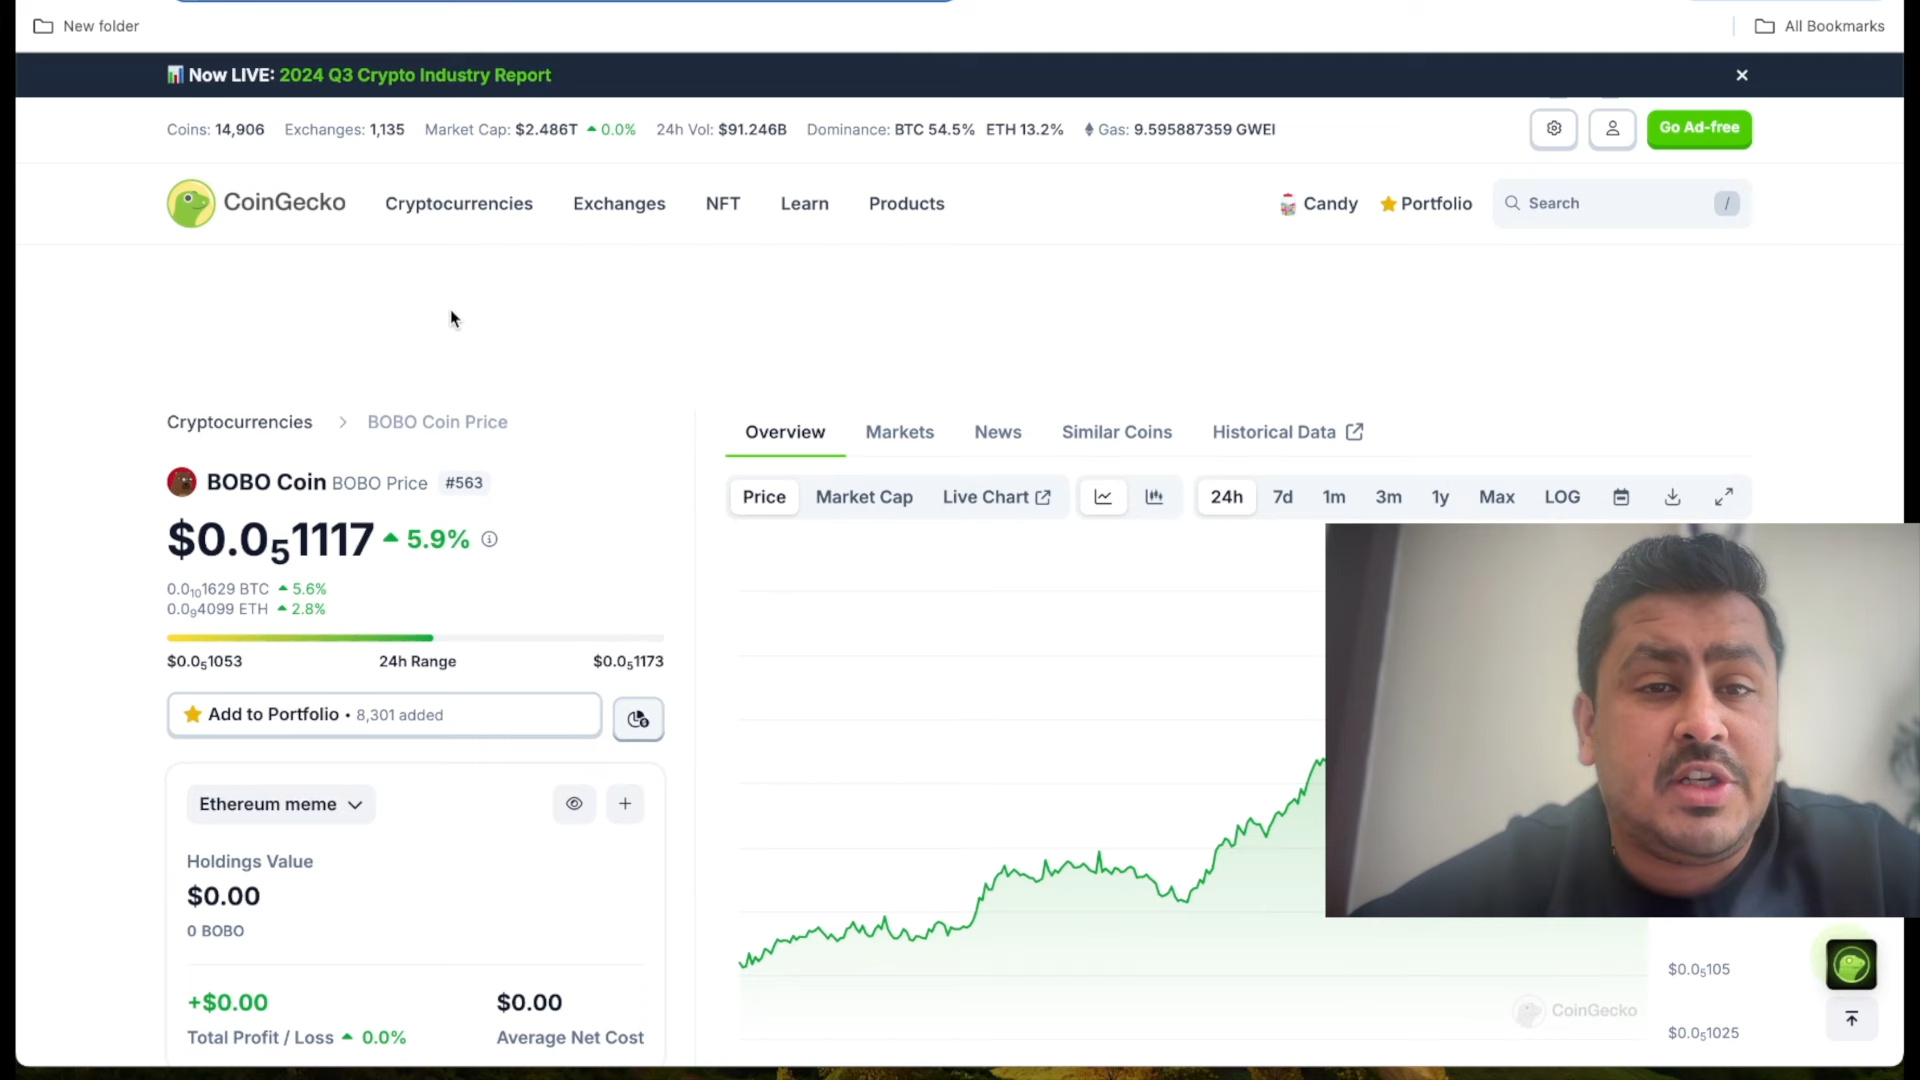 New folder
All Bookmarks
Now LIVE: 2024 Q3 Crypto Industry Report
Coins: 14,906 Exchanges: 1,135 Market Cap: $2.486T 0.0% 24h Vol: $91.246B Dominance: BTC 54.5% ETH 13.2% Gas: 9.595887359 GWEI
Go Ad-free
CoinGecko Cryptocurrencies Exchanges NFT Learn Products Candy Portfolio Search /
Cryptocurrencies > BOBO Coin Price
Overview Markets News Similar Coins Historical Data
BOBO Coin BOBO Price #563
Price Market Cap Live Chart 24h 7d 1m 3m 1y Max LOG
$0.0₅1117 5.9%
0.0₁₀1629 BTC 5.6%
0.0₉4099 ETH 2.8%
$0.0₅1053 24h Range $0.0₅1173
Add to Portfolio • 8,301 added
Ethereum meme
Holdings Value
$0.00
0 BOBO
+$0.00 $0.00
Total Profit / Loss 0.0% Average Net Cost
$0.0₅105
CoinGecko
$0.0₅1025